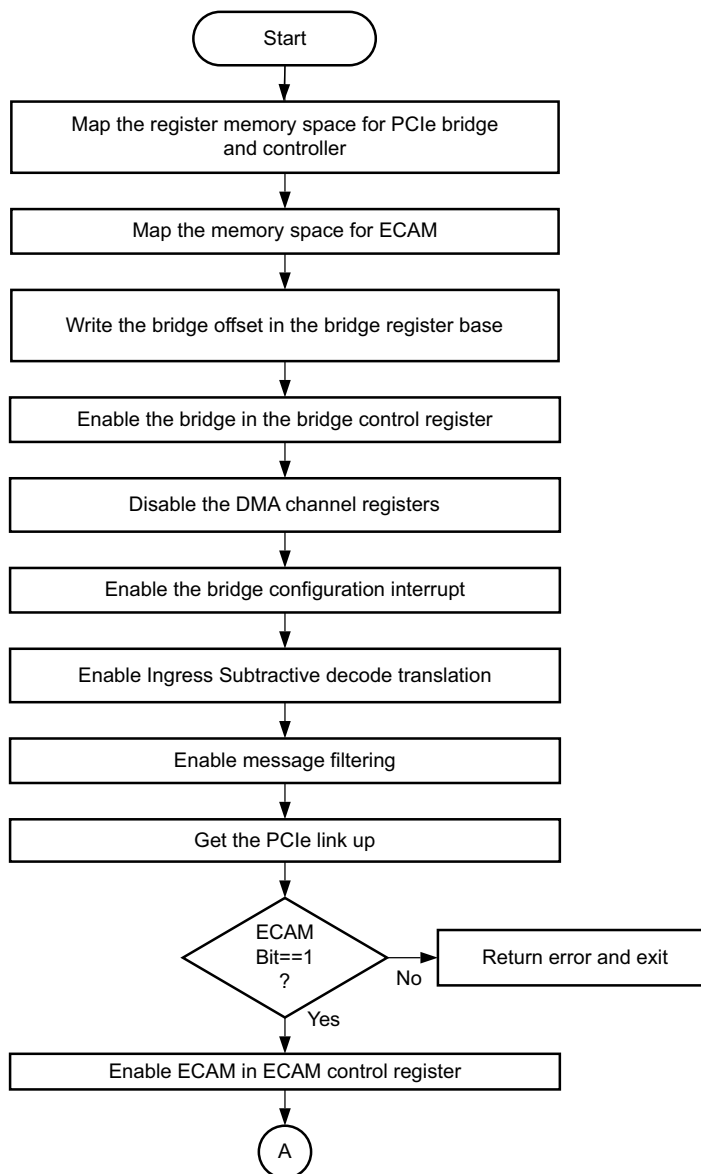 Start
Map the register memory space for PCIe bridge
and controller
Map the memory space for ECAM
Write the bridge offset in the bridge register base
Enable the bridge in the bridge control register
Disable the DMA channel registers
Enable the bridge configuration interrupt
Enable Ingress Subtractive decode translation
Enable message filtering
Get the PCIe link up
ECAM
Bit==1
?
No
Return error and exit
Yes
Enable ECAM in ECAM control register
A